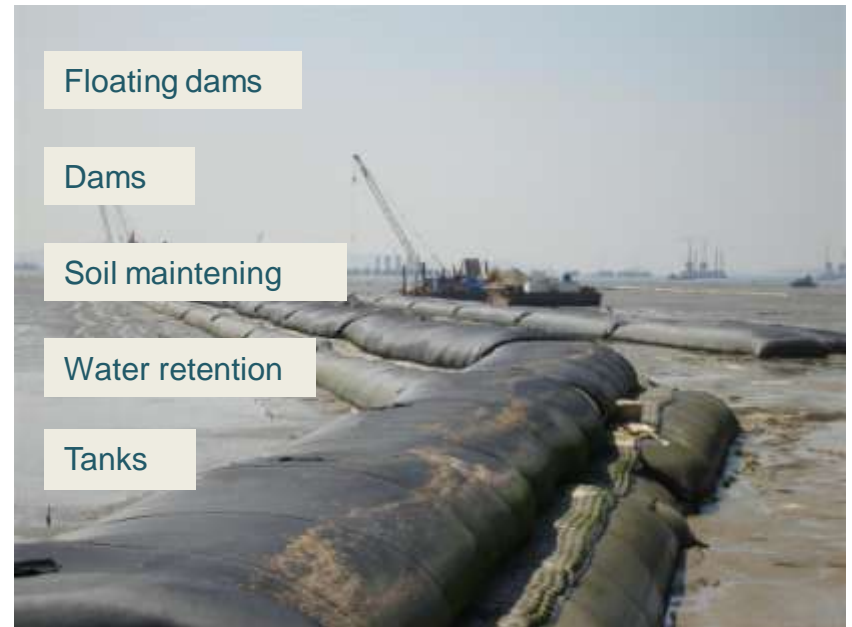 Floating dams
Dams
Soil maintening
Water retention
Tanks